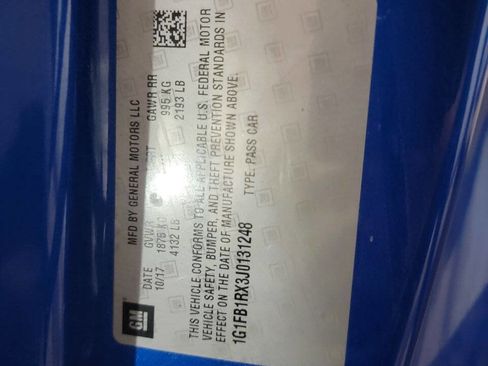 MFD BY GENERAL MOTORS LLC
DATE GVWR GAWR RR
10/17 1875 KG 995 KG
4132 LB 2193 LB
THIS VEHICLE CONFORMS TO ALL APPLICABLE U.S. FEDERAL MOTOR
VEHICLE SAFETY, BUMPER, AND THEFT PREVENTION STANDARDS IN
EFFECT ON THE DATE OF MANUFACTURE SHOWN ABOVE.
1G1FB1RX3J0131248 TYPE: PASS CAR
GM